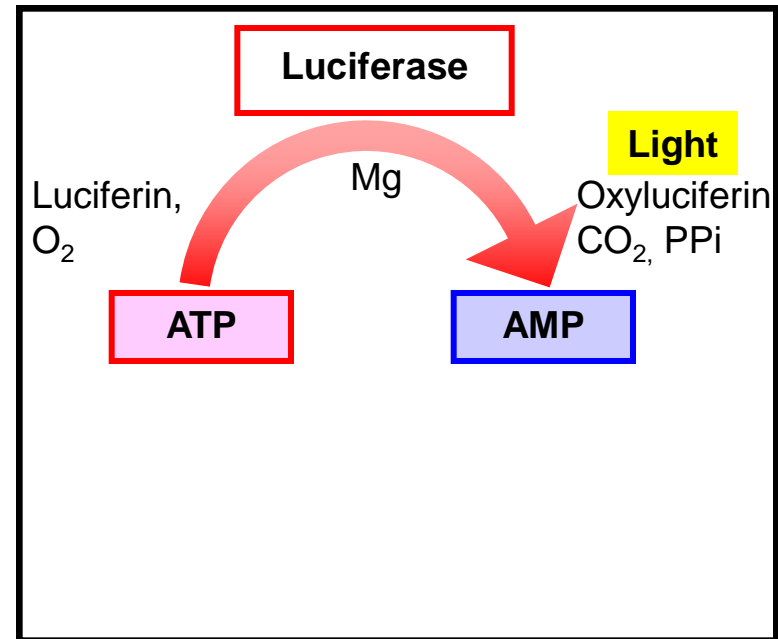 Luciferase
Light
Mg
Luciferin,
O₂
Oxyluciferin
CO₂, PPi
ATP
AMP